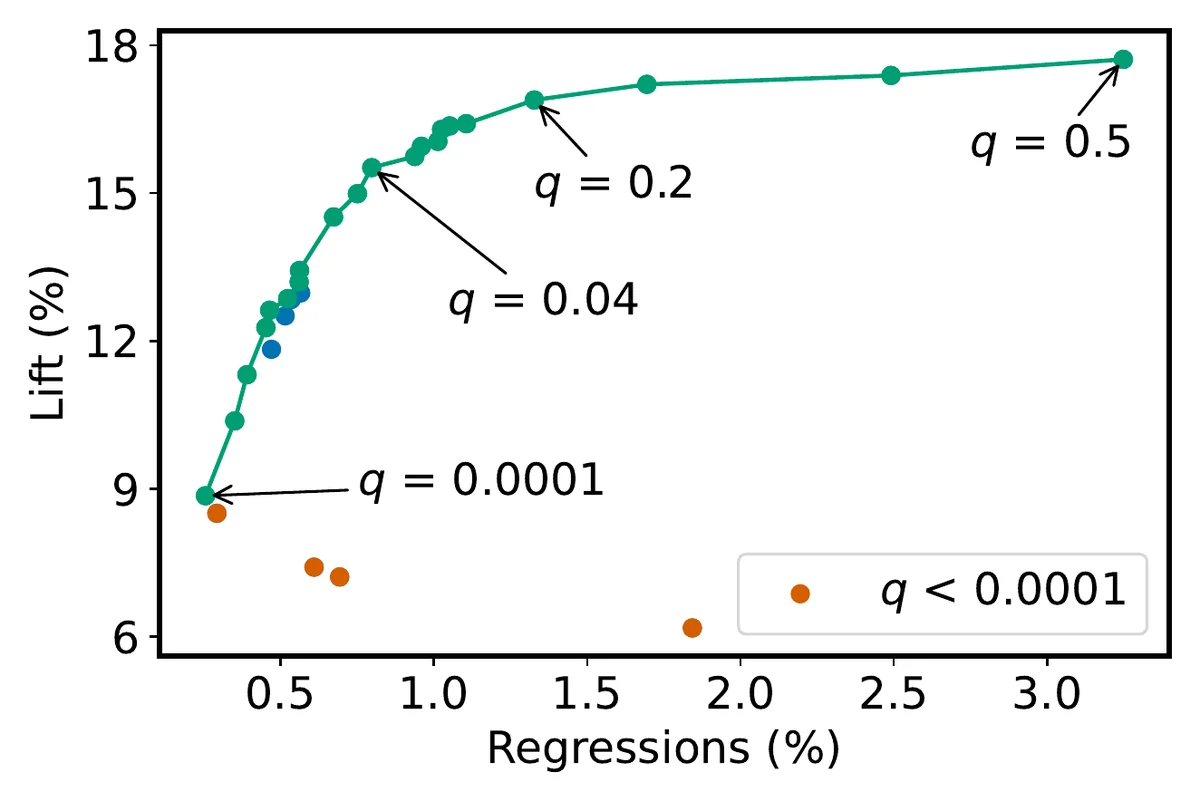 18
15
12
9
6
Lift (%)
q = 0.5
q = 0.2
q = 0.04
q = 0.0001
q < 0.0001
0.5 1.0 1.5 2.0 2.5 3.0
Regressions (%)